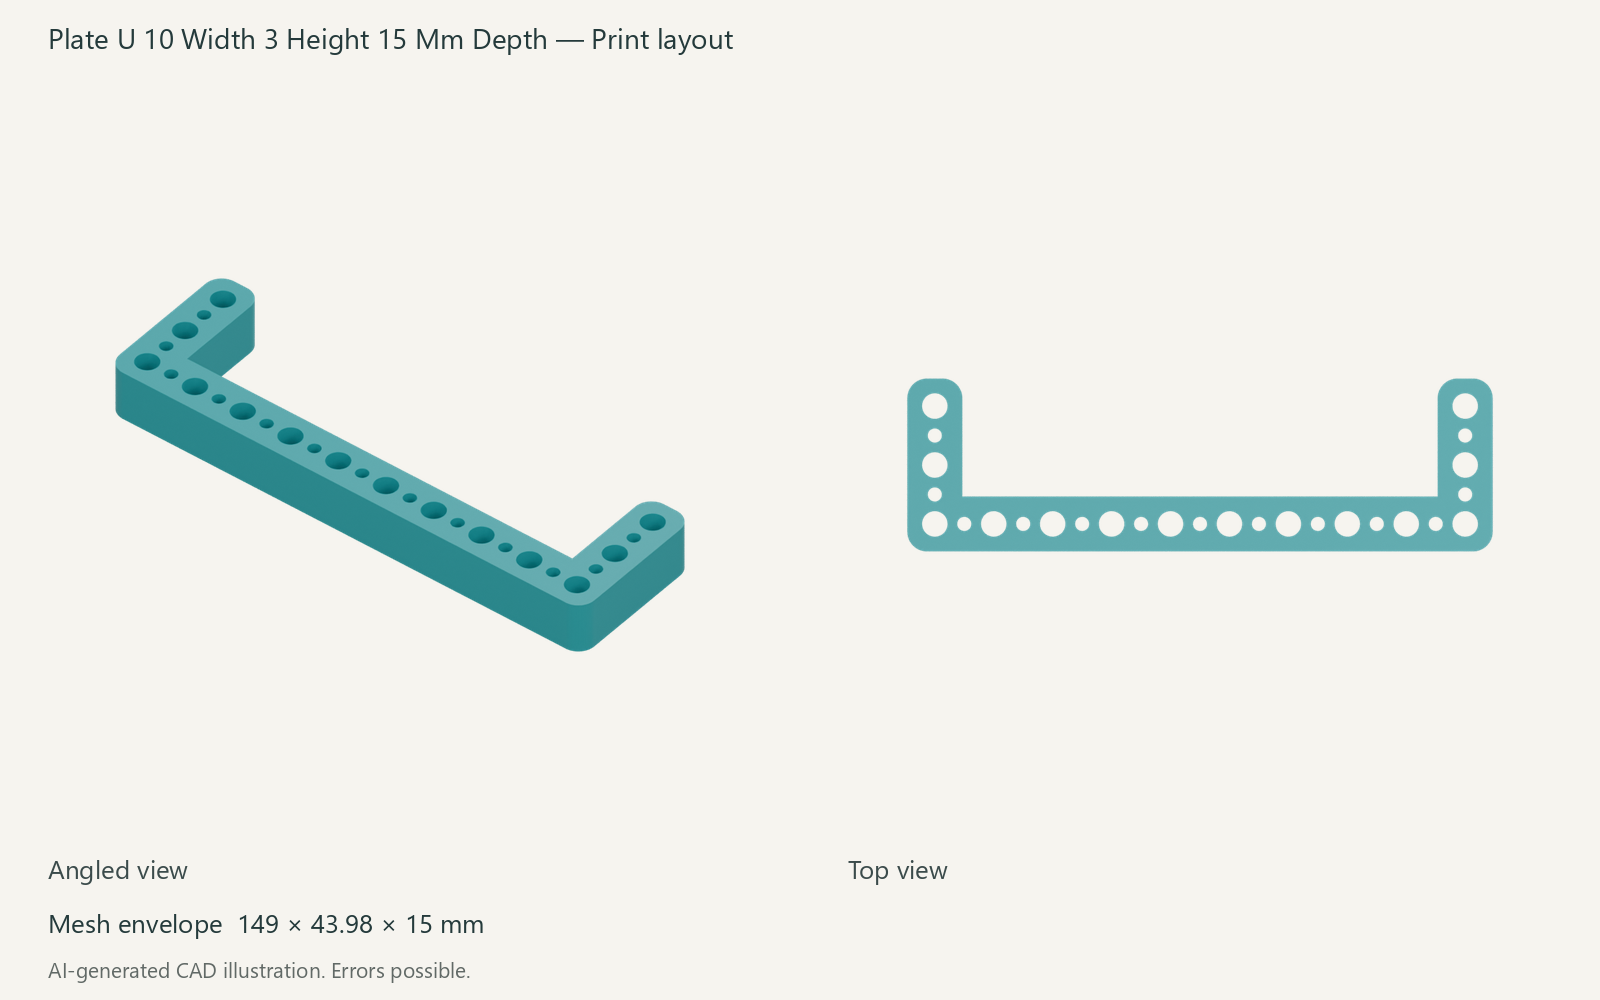 Plate U 10 Width 3 Height 15 Mm Depth — Print layout
Angled view
Top view
Mesh envelope 149 × 43.98 × 15 mm
AI-generated CAD illustration. Errors possible.